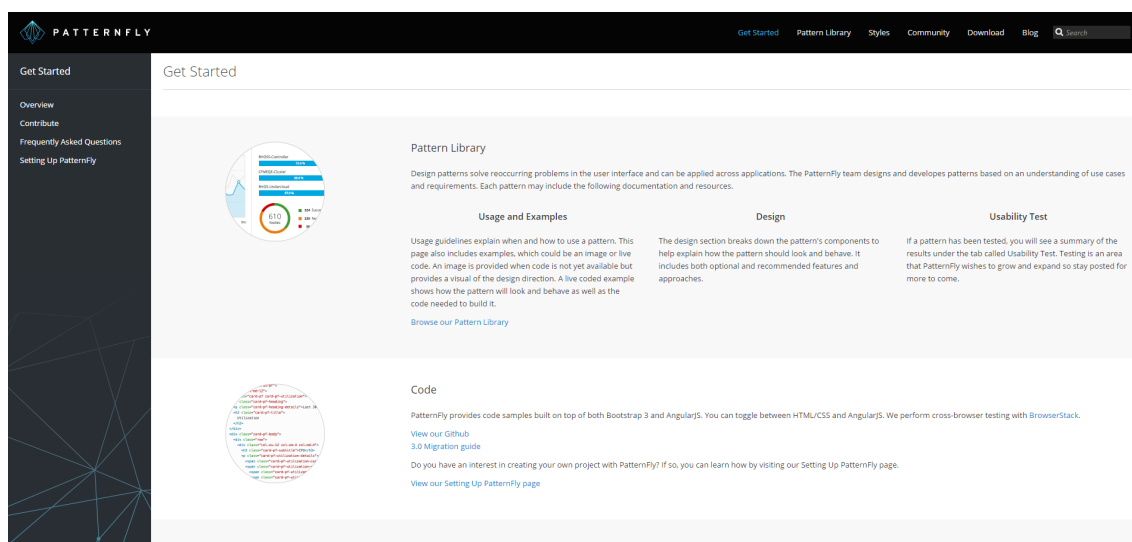 PATTERNFLY
Get Started Pattern Library Styles Community Download Blog Search
Get Started
Overview
Contribute
Frequently Asked Questions
Setting Up PatternFly
Get Started
Pattern Library
Design patterns solve reoccurring problems in the user interface and can be applied across applications. The PatternFly team designs and developes patterns based on an understanding of use cases
and requirements. Each pattern may include the following documentation and resources.
Usage and Examples
Usage guidelines explain when and how to use a pattern. This
page also includes examples, which could be an image or live
code. An image is provided when code is not yet available but
provides a visual of the design direction. A live coded example
shows how the pattern will look and behave as well as the
code needed to build it.
Browse our Pattern Library
Design
The design section breaks down the pattern's components to
help explain how the pattern should look and behave. It
includes both optional and recommended features and
approaches.
Usability Test
If a pattern has been tested, you will see a summary of the
results under the tab called Usability Test. Testing is an area
that PatternFly wishes to grow and expand so stay posted for
more to come.
610
Code
PatternFly provides code samples built on top of both Bootstrap 3 and AngularJS. You can toggle between HTML/CSS and AngularJS. We perform cross-browser testing with BrowserStack.
View our Github
3.0 Migration guide
Do you have an interest in creating your own project with PatternFly? If so, you can learn how by visiting our Setting Up PatternFly page.
View our Setting Up PatternFly page